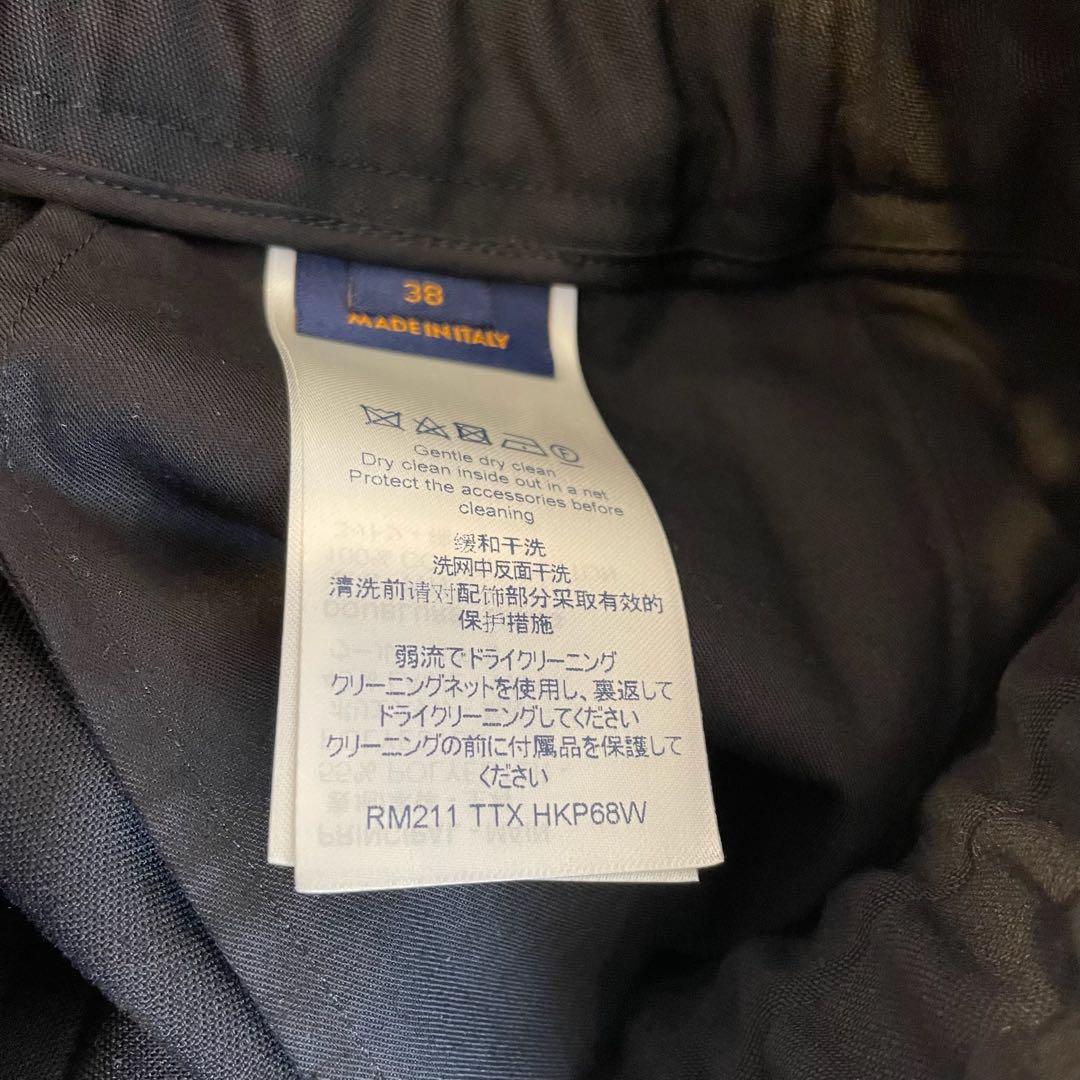 38
MADE IN ITALY
Gentle dry clean
Dry clean inside out in a net
Protect the accessories before
cleaning
缓和干洗
洗网中反面干洗
清洗前请对配饰部分采取有效的
保护措施
弱流でドライクリーニング
クリーニングネットを使用し、裏返して
ドライクリーニングしてください
クリーニングの前に付属品を保護して
ください
RM211 TTX HKP68W